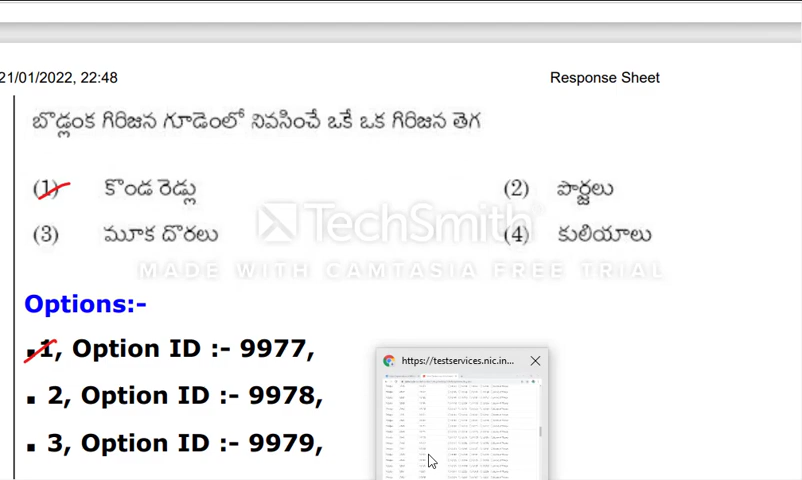 21/01/2022, 22:48 Response Sheet
బొడ్లంక గిరిజన గూడెంలో నివసించే ఒకే ఒక గిరిజన తెగ
(1) కొండ రెడ్లు (2) పొర్జలు
(3) మూక దొరలు (4) కులియాలు
TechSmith
MADE WITH CAMTASIA FREE TRIAL
Options:-
1, Option ID :- 9977,
https://testservices.nic.in...
2, Option ID :- 9978,
3, Option ID :- 9979,